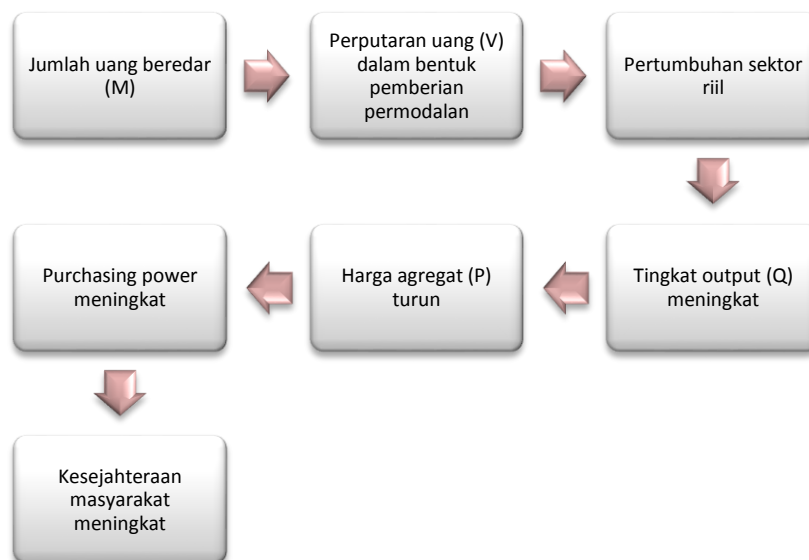 Jumlah uang beredar
(M)
Perputaran uang (V)
dalam bentuk
pemberian
permodalan
Pertumbuhan sektor
riil
Tingkat output (Q)
meningkat
Harga agregat (P)
turun
Purchasing power
meningkat
Kesejahteraan
masyarakat
meningkat